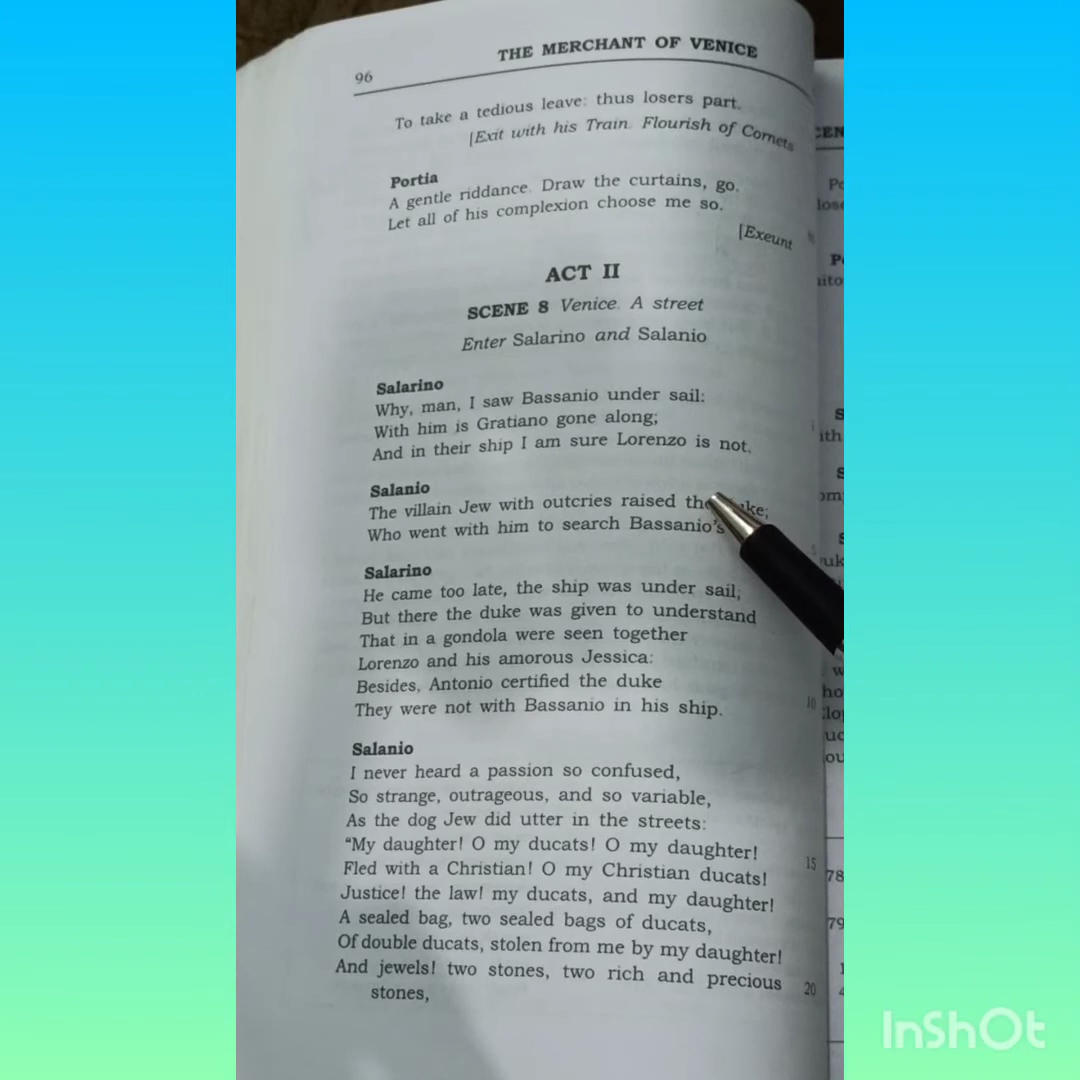 96
THE MERCHANT OF VENICE
To take a tedious leave: thus losers part.
[Exit with his Train. Flourish of Cornets
Portia
A gentle riddance. Draw the curtains, go.
Let all of his complexion choose me so.
[Exeunt
ACT II
SCENE 8 Venice. A street
Enter Salarino and Salanio
Salarino
Why, man, I saw Bassanio under sail:
With him is Gratiano gone along;
And in their ship I am sure Lorenzo is not.
Salanio
The villain Jew with outcries raised
Who went with him to search Bassanio's
Salarino
He came too late, the ship was under sail;
But there the duke was given to understand
That in a gondola were seen together
Lorenzo and his amorous Jessica:
Besides, Antonio certified the duke
They were not with Bassanio in his ship. 10
Salanio
I never heard a passion so confused,
So strange, outrageous, and so variable,
As the dog Jew did utter in the streets:
"My daughter! O my ducats! O my daughter!
Fled with a Christian! O my Christian ducats! 15
Justice! the law! my ducats, and my daughter!
A sealed bag, two sealed bags of ducats,
Of double ducats, stolen from me by my daughter!
And jewels! two stones, two rich and precious 20
stones,
78
79
InShOt